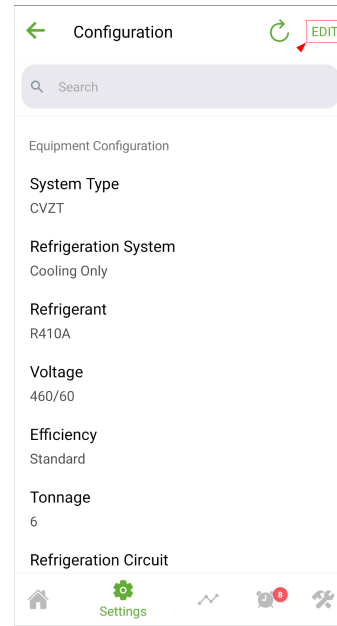 Configuration
EDIT
Search
Equipment Configuration
System Type
CVZT
Refrigeration System
Cooling Only
Refrigerant
R410A
Voltage
460/60
Efficiency
Standard
Tonnage
6
Refrigeration Circuit
8
Settings